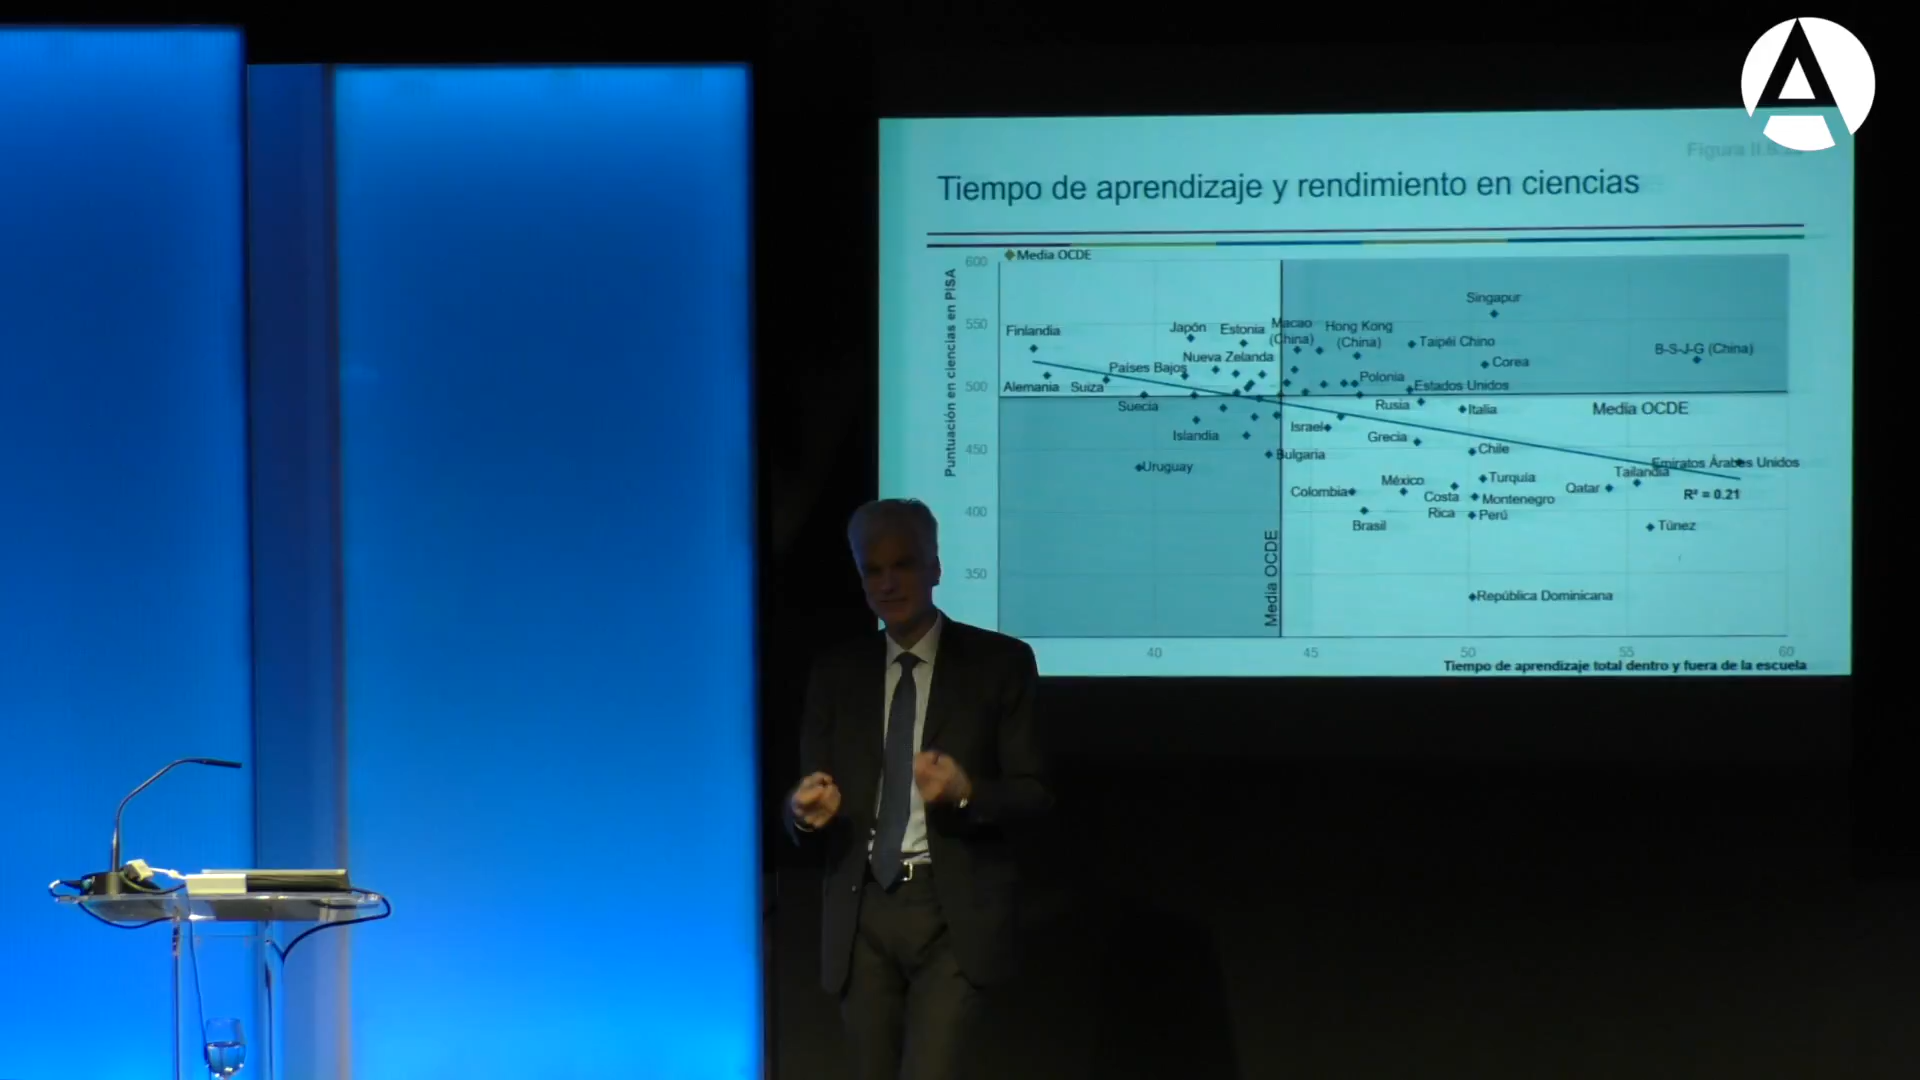 Figura II.6.23
Tiempo de aprendizaje y rendimiento en ciencias
Media OCDE
Puntuación en ciencias en PISA
600
550
500
450
400
350
Singapur
Finlandia
Japón
Estonia
Macao
(China)
Hong Kong
(China)
Taipéi Chino
B-S-J-G (China)
Nueva Zelanda
Corea
Países Bajos
Polonia
Alemania
Suiza
Estados Unidos
Suecia
Rusia
Italia
Media OCDE
Islandia
Israel
Grecia
Chile
Bulgaria
Uruguay
Emiratos Árabes Unidos
Tailandia
México
Turquía
Colombia
Costa
Rica
Montenegro
Qatar
R² = 0.21
Brasil
Perú
Túnez
Media OCDE
República Dominicana
40
45
50
55
60
Tiempo de aprendizaje total dentro y fuera de la escuela